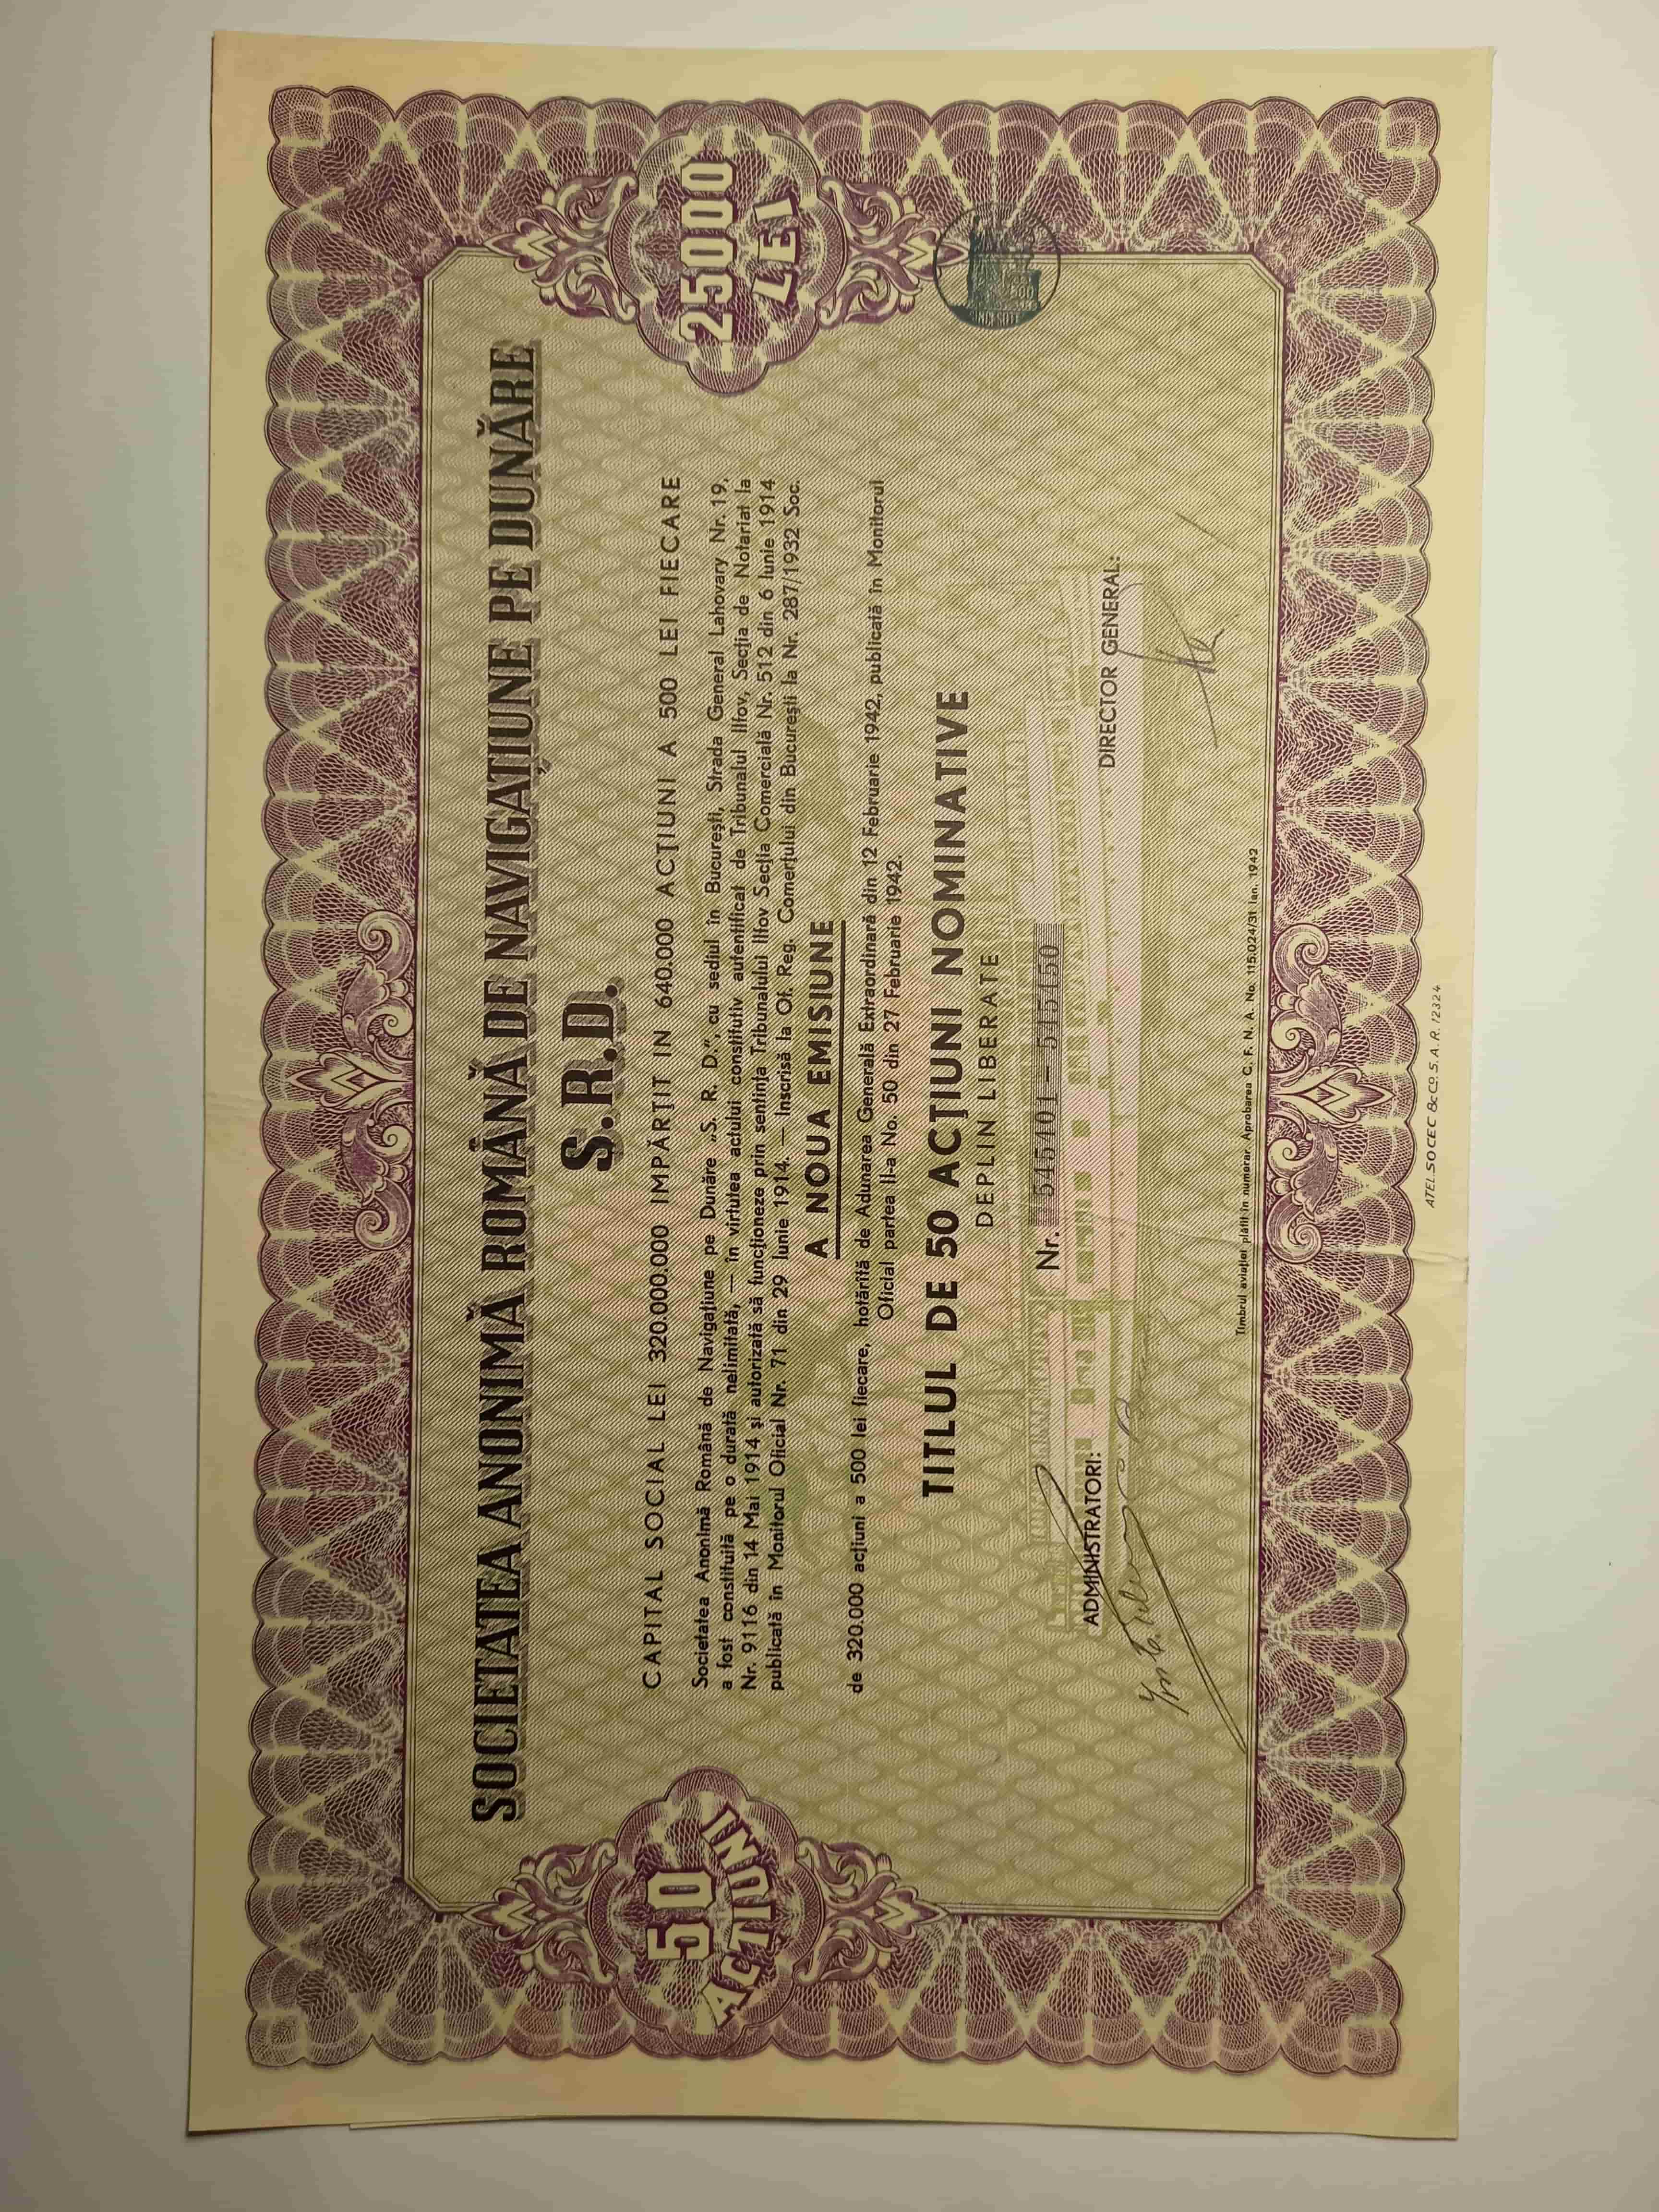 SOCIETATEA ANONIMĂ ROMÂNĂ DE NAVIGAȚIUNE PE DUNĂRE
S.R.D.
50
ACȚIUNI
25000
LEI
CAPITAL SOCIAL LEI 320.000.000 IMPĂRȚIT IN 640.000 ACȚIUNI A 500 LEI FIECARE
Societatea Anonimă Română de Navigațiune pe Dunăre „S. R. D.”, cu sediul în București, Strada General Lahovary Nr. 19,
a fost constituită pe o durată nelimitată, — în virtutea actului constitutiv autentificat de Tribunalul Ilfov, Secția de Notariat la
Nr. 9116 din 14 Mai 1914 și autorizată să funcționeze prin sentința Tribunalului Ilfov Secția Comercială Nr. 512 din 6 Iunie 1914
publicată în Monitorul Oficial Nr. 71 din 29 Iunie 1914. — Inscrisă la Of. Reg. Comerțului din București la Nr. 287/1932 Soc.
A NOUA EMISIUNE
de 320.000 acțiuni a 500 lei fiecare, hotărîtă de Adunarea Generală Extraordinară din 12 Februarie 1942, publicată în Monitorul
Oficial partea II-a No. 50 din 27 Februarie 1942.
TITLUL DE 50 ACȚIUNI NOMINATIVE
DEPLIN LIBERATE
Nr. 545401 — 545450
ADMINISTRATORI:
DIRECTOR GENERAL:
Timbrul aviației plătit în numerar. Aprobarea C. F. N. A. No. 115.024/31 Ian. 1942
ATEL. SOCEC & Cº. S. A. R. 12324